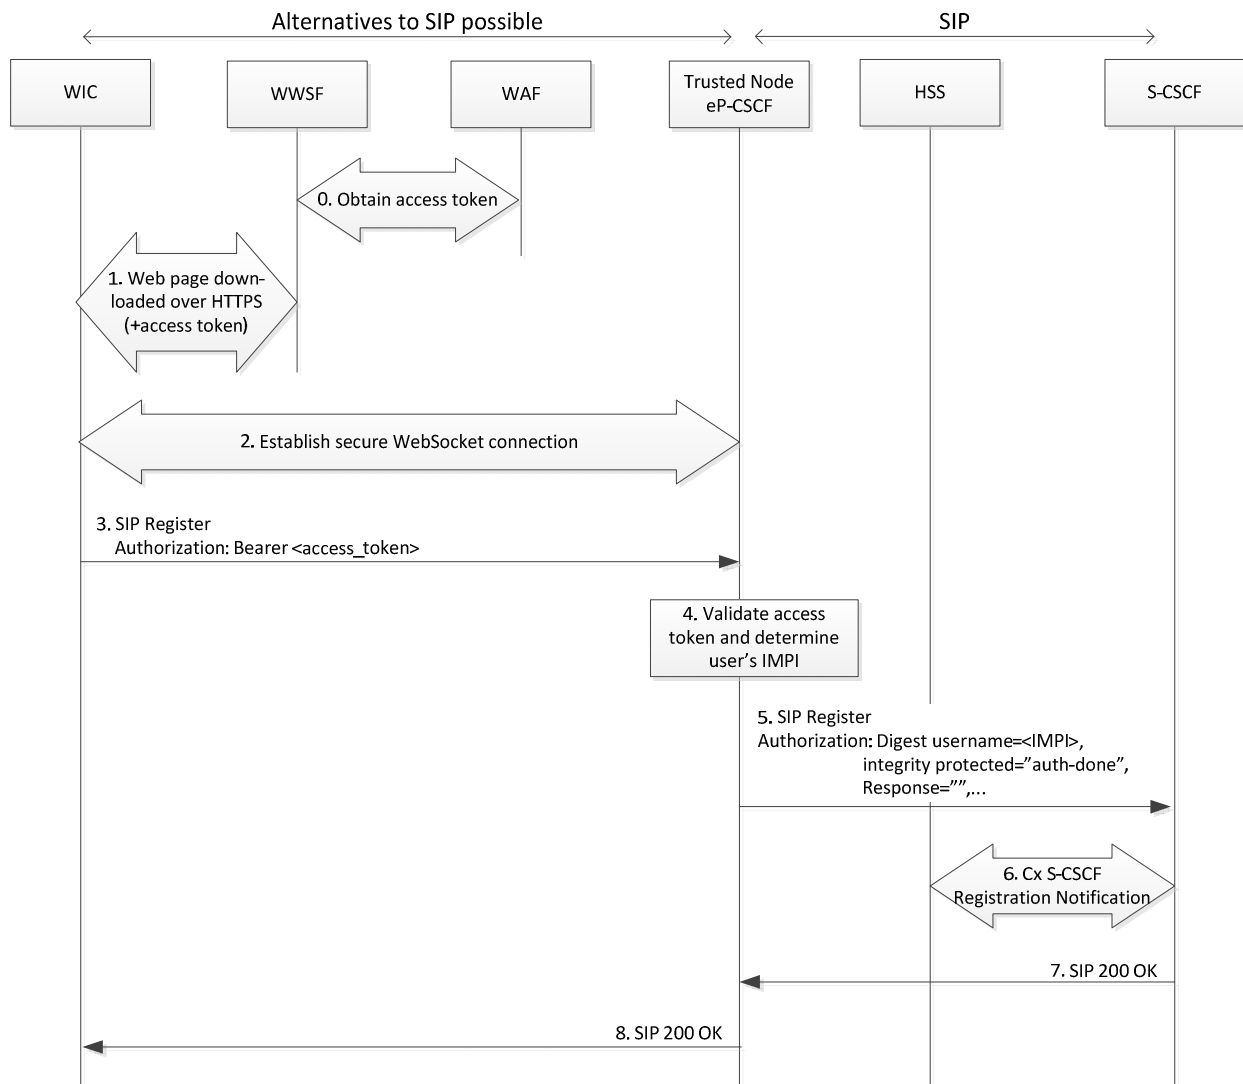 Alternatives to SIP possible
SIP
WIC
WWSF
WAF
Trusted Node
eP-CSCF
HSS
S-CSCF
0. Obtain access token
1. Web page down-
loaded over HTTPS
(+access token)
2. Establish secure WebSocket connection
3. SIP Register
Authorization: Bearer <access_token>
4. Validate access
token and determine
user’s IMPI
5. SIP Register
Authorization: Digest username=<IMPI>,
integrity protected=”auth-done”,
Response=””,...
6. Cx S-CSCF
Registration Notification
7. SIP 200 OK
8. SIP 200 OK